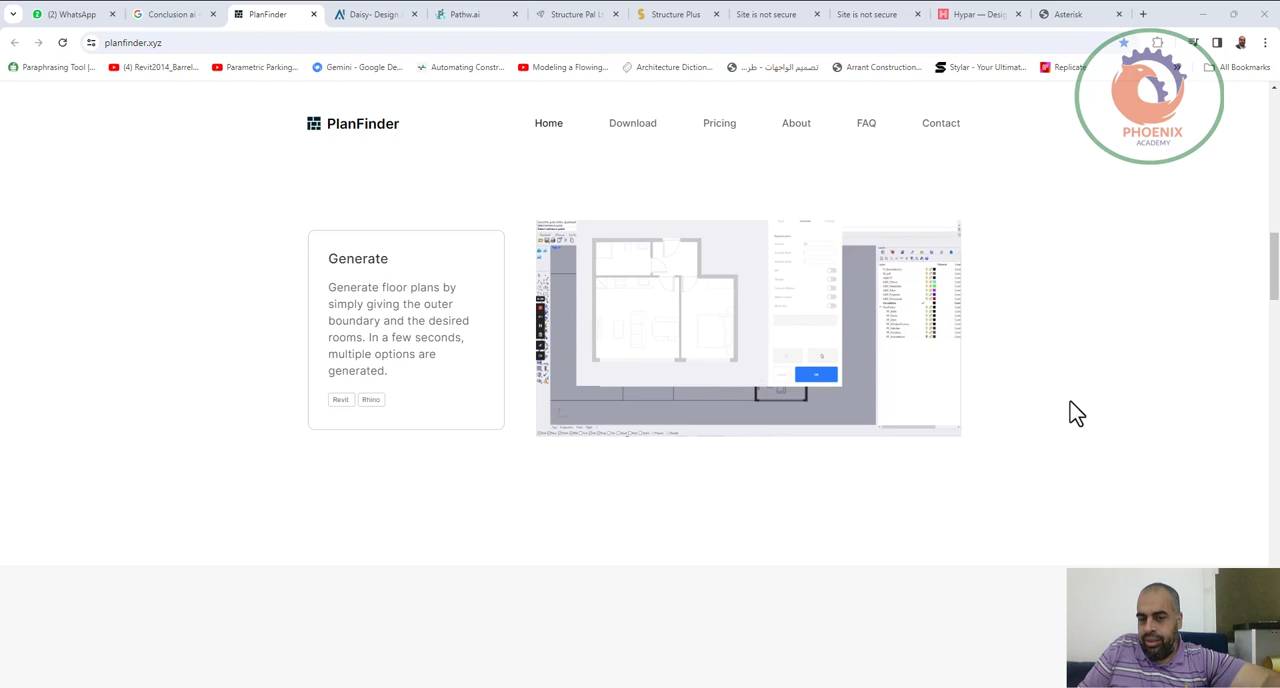 (2) WhatsApp
Conclusion ai
PlanFinder
Daisy- Design A
Pathw.ai
Structure Pal Lt
Structure Plus
Site is not secure
Site is not secure
Hypar — Desig
Asterisk
planfinder.xyz
Paraphrasing Tool |...
(4) Revit2014_Barrel...
Parametric Parking...
Gemini - Google De...
Automated Constr...
Modeling a Flowing...
Architecture Diction...
تصميم الواجهات - طر...
Arrant Construction...
Stylar - Your Ultimat...
Replicate
All Bookmarks
PHOENIX
ACADEMY
PlanFinder
Home
Download
Pricing
About
FAQ
Contact
Generate
Generate floor plans by
simply giving the outer
boundary and the desired
rooms. In a few seconds,
multiple options are
generated.
Revit
Rhino